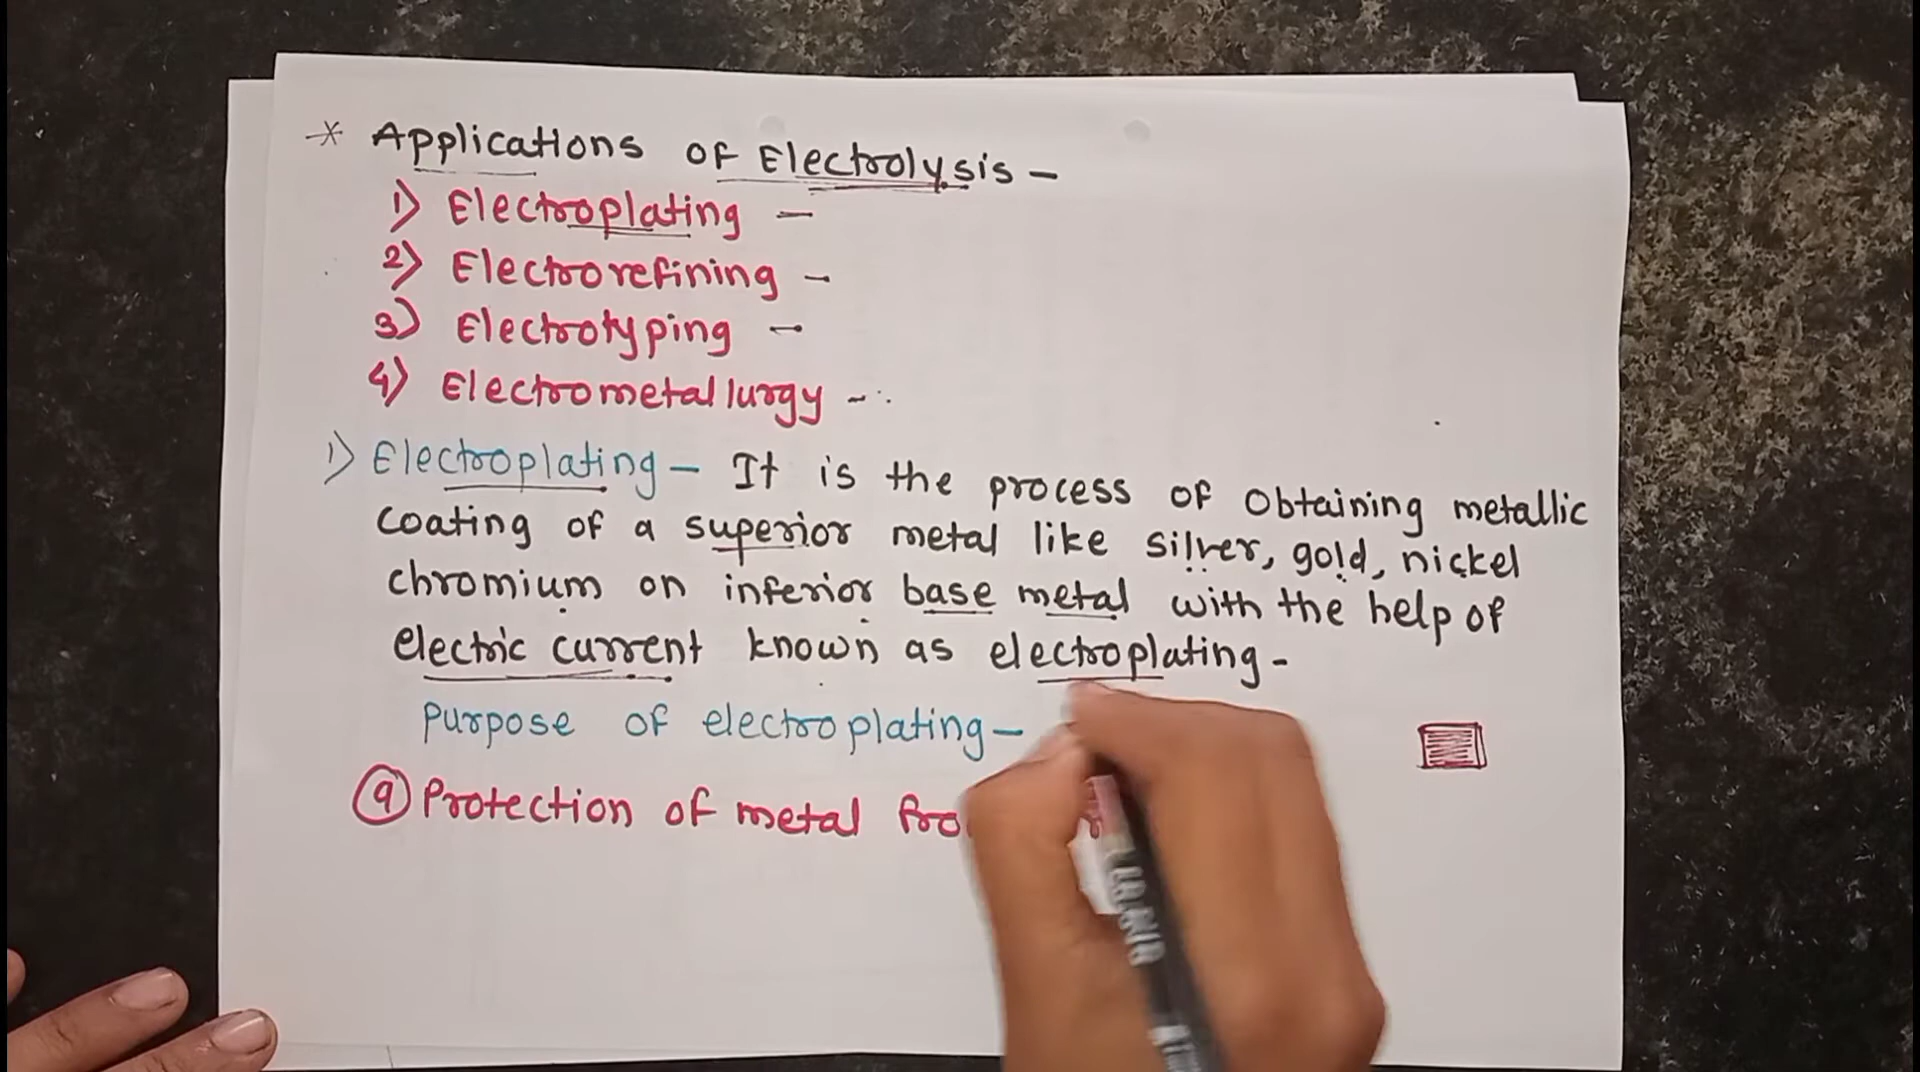 * Applications of Electrolysis -
1) Electroplating -
2) Electrorefining -
3) Electrotyping -
4) Electrometallurgy -
1) Electroplating - It is the process of obtaining metallic
coating of a superior metal like silver, gold, nickel
chromium on inferior base metal with the help of
electric current known as electroplating -
Purpose of electroplating -
(a) Protection of metal